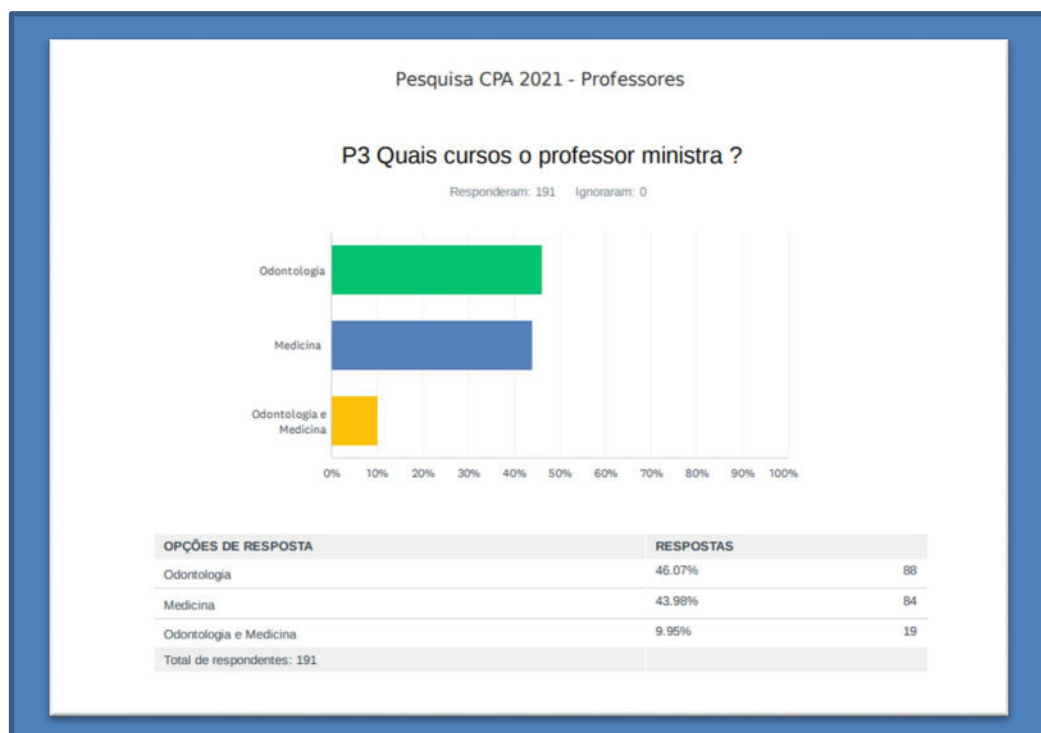 Pesquisa CPA 2021 - Professores
P3 Quais cursos o professor ministra ?
Responderam: 191 Ignoraram: 0
Odontologia
Medicina
Odontologia e
Medicina
0% 10% 20% 30% 40% 50% 60% 70% 80% 90% 100%
OPÇÕES DE RESPOSTA RESPOSTAS
Odontologia 46.07% 88
Medicina 43.98% 84
Odontologia e Medicina 9.95% 19
Total de respondentes: 191